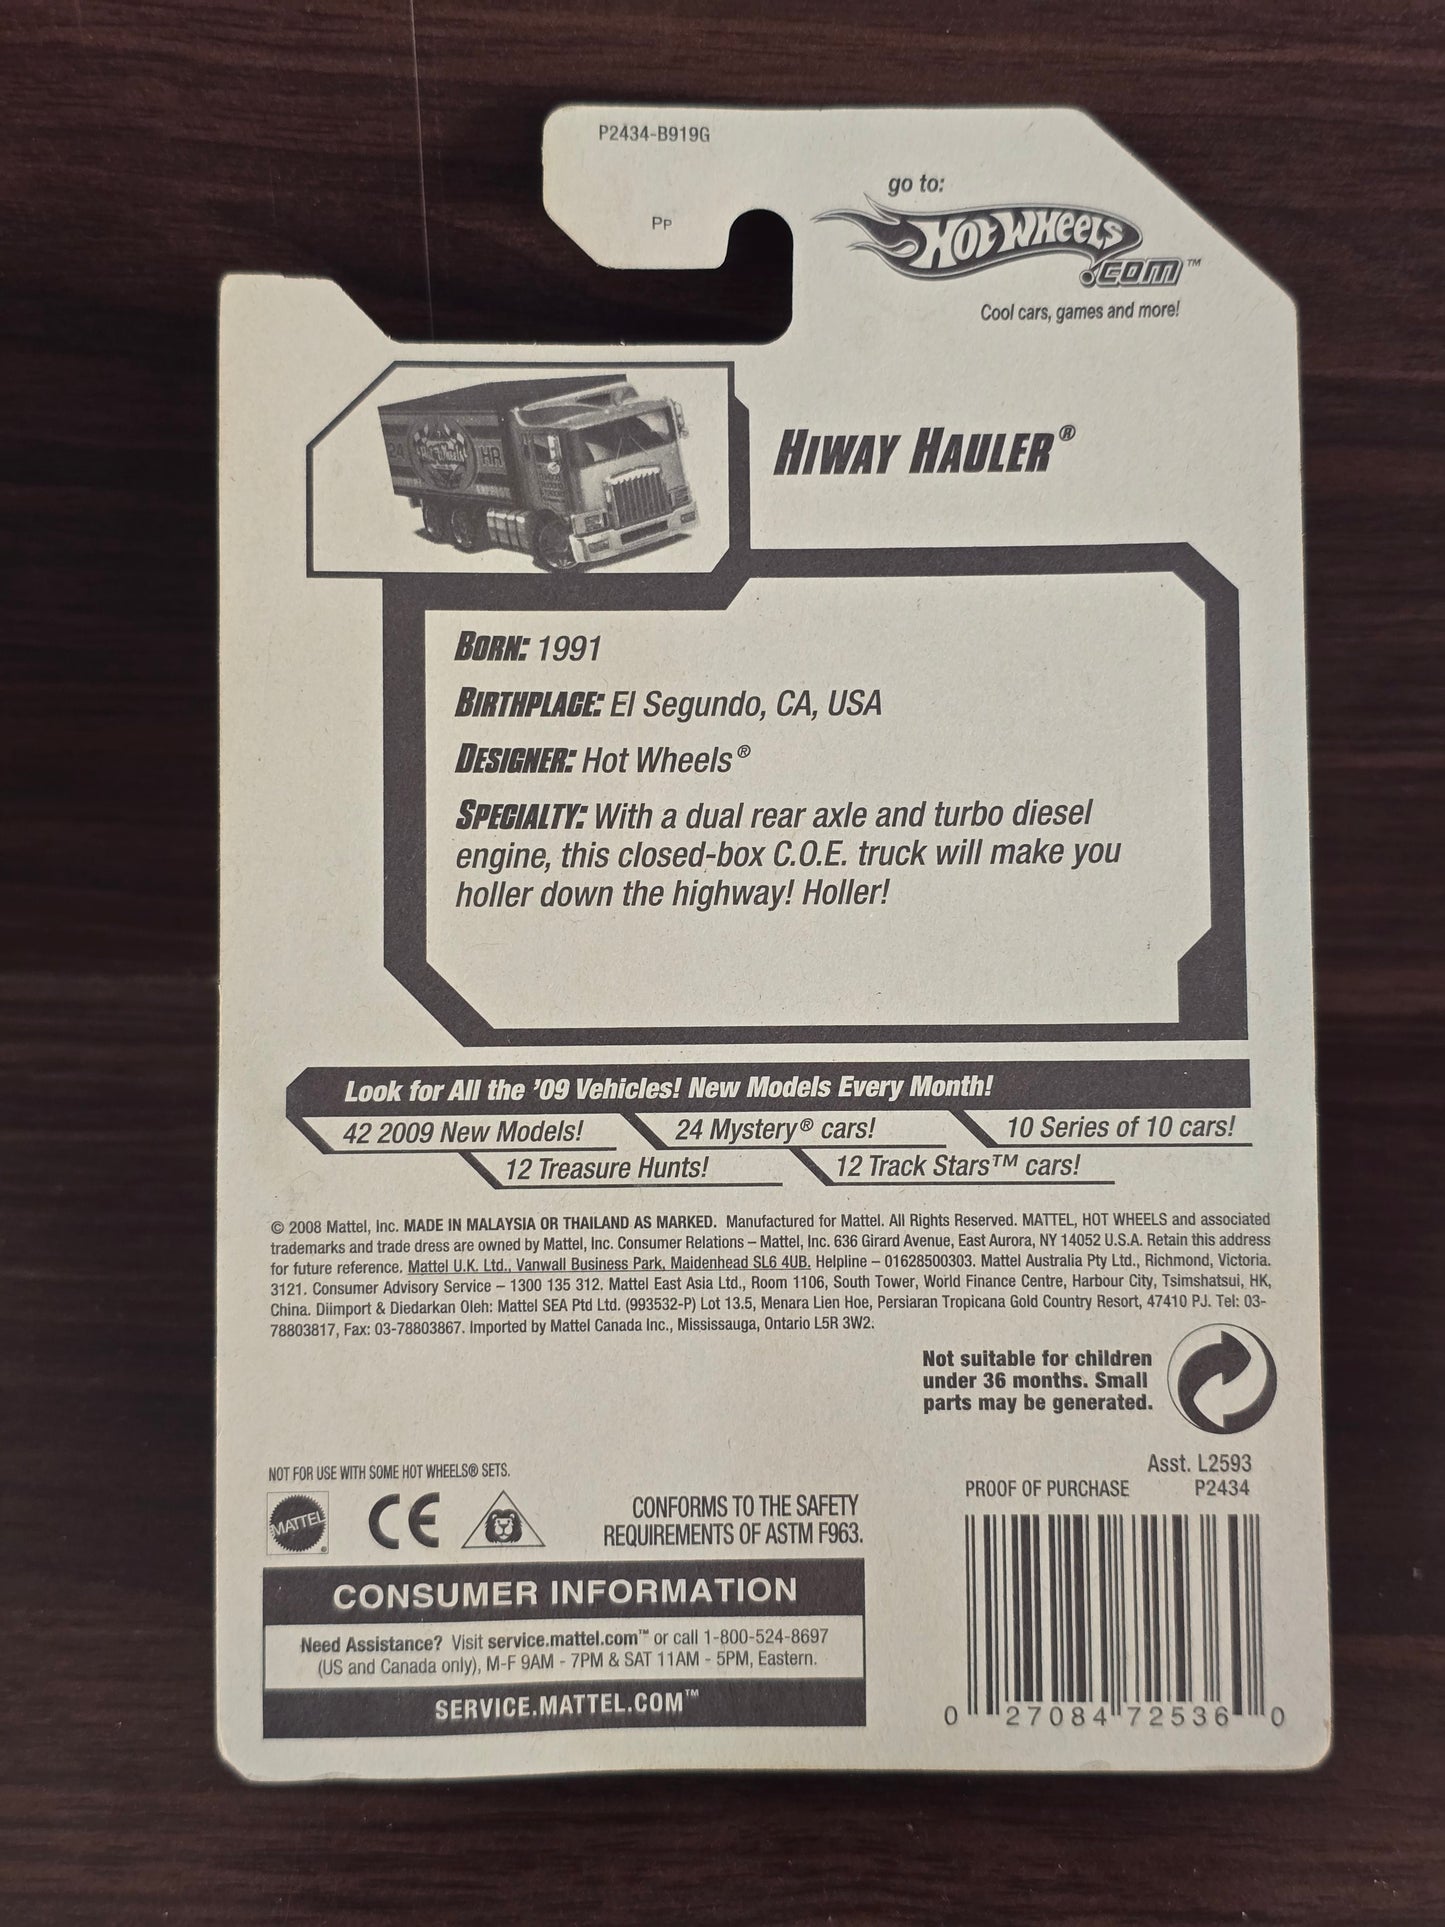 P2434-B919G
PP
go to:
HOT WHEELS
.COM™
Cool cars, games and more!
24
Hot Wheels
HR
HIWAY HAULER®
BORN: 1991
BIRTHPLACE: El Segundo, CA, USA
DESIGNER: Hot Wheels®
SPECIALTY: With a dual rear axle and turbo diesel
engine, this closed-box C.O.E. truck will make you
holler down the highway! Holler!
Look for All the '09 Vehicles! New Models Every Month!
42 2009 New Models!
24 Mystery® cars!
10 Series of 10 cars!
12 Treasure Hunts!
12 Track Stars™ cars!
© 2008 Mattel, Inc. MADE IN MALAYSIA OR THAILAND AS MARKED. Manufactured for Mattel. All Rights Reserved. MATTEL, HOT WHEELS and associated
trademarks and trade dress are owned by Mattel, Inc. Consumer Relations – Mattel, Inc. 636 Girard Avenue, East Aurora, NY 14052 U.S.A. Retain this address
for future reference. Mattel U.K. Ltd., Vanwall Business Park, Maidenhead SL6 4UB. Helpline – 01628500303. Mattel Australia Pty Ltd., Richmond, Victoria.
3121. Consumer Advisory Service – 1300 135 312. Mattel East Asia Ltd., Room 1106, South Tower, World Finance Centre, Harbour City, Tsimshatsui, HK,
China. Diimport & Diedarkan Oleh: Mattel SEA Ptd Ltd. (993532-P) Lot 13.5, Menara Lien Hoe, Persiaran Tropicana Gold Country Resort, 47410 PJ. Tel: 03-
78803817, Fax: 03-78803867. Imported by Mattel Canada Inc., Mississauga, Ontario L5R 3W2.
Not suitable for children
under 36 months. Small
parts may be generated.
NOT FOR USE WITH SOME HOT WHEELS® SETS.
Asst. L2593
PROOF OF PURCHASE P2434
MATTEL®
CE
CONFORMS TO THE SAFETY
REQUIREMENTS OF ASTM F963.
CONSUMER INFORMATION
Need Assistance? Visit service.mattel.com™ or call 1-800-524-8697
(US and Canada only), M-F 9AM - 7PM & SAT 11AM - 5PM, Eastern.
SERVICE.MATTEL.COM™
0 27084 72536 0